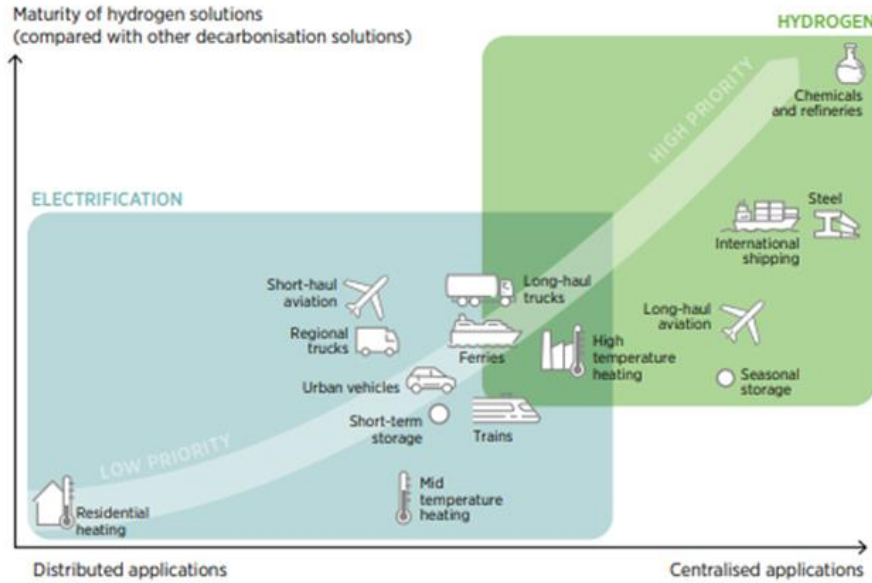 Maturity of hydrogen solutions
(compared with other decarbonisation solutions)
HYDROGEN
HIGH PRIORITY
Chemicals
and refineries
ELECTRIFICATION
Steel
International
shipping
Short-haul
aviation
Long-haul
trucks
Long-haul
aviation
Regional
trucks
Ferries
High
temperature
heating
Urban vehicles
Seasonal
storage
Short-term
storage
Trains
LOW PRIORITY
Mid
temperature
heating
Residential
heating
Distributed applications
Centralised applications